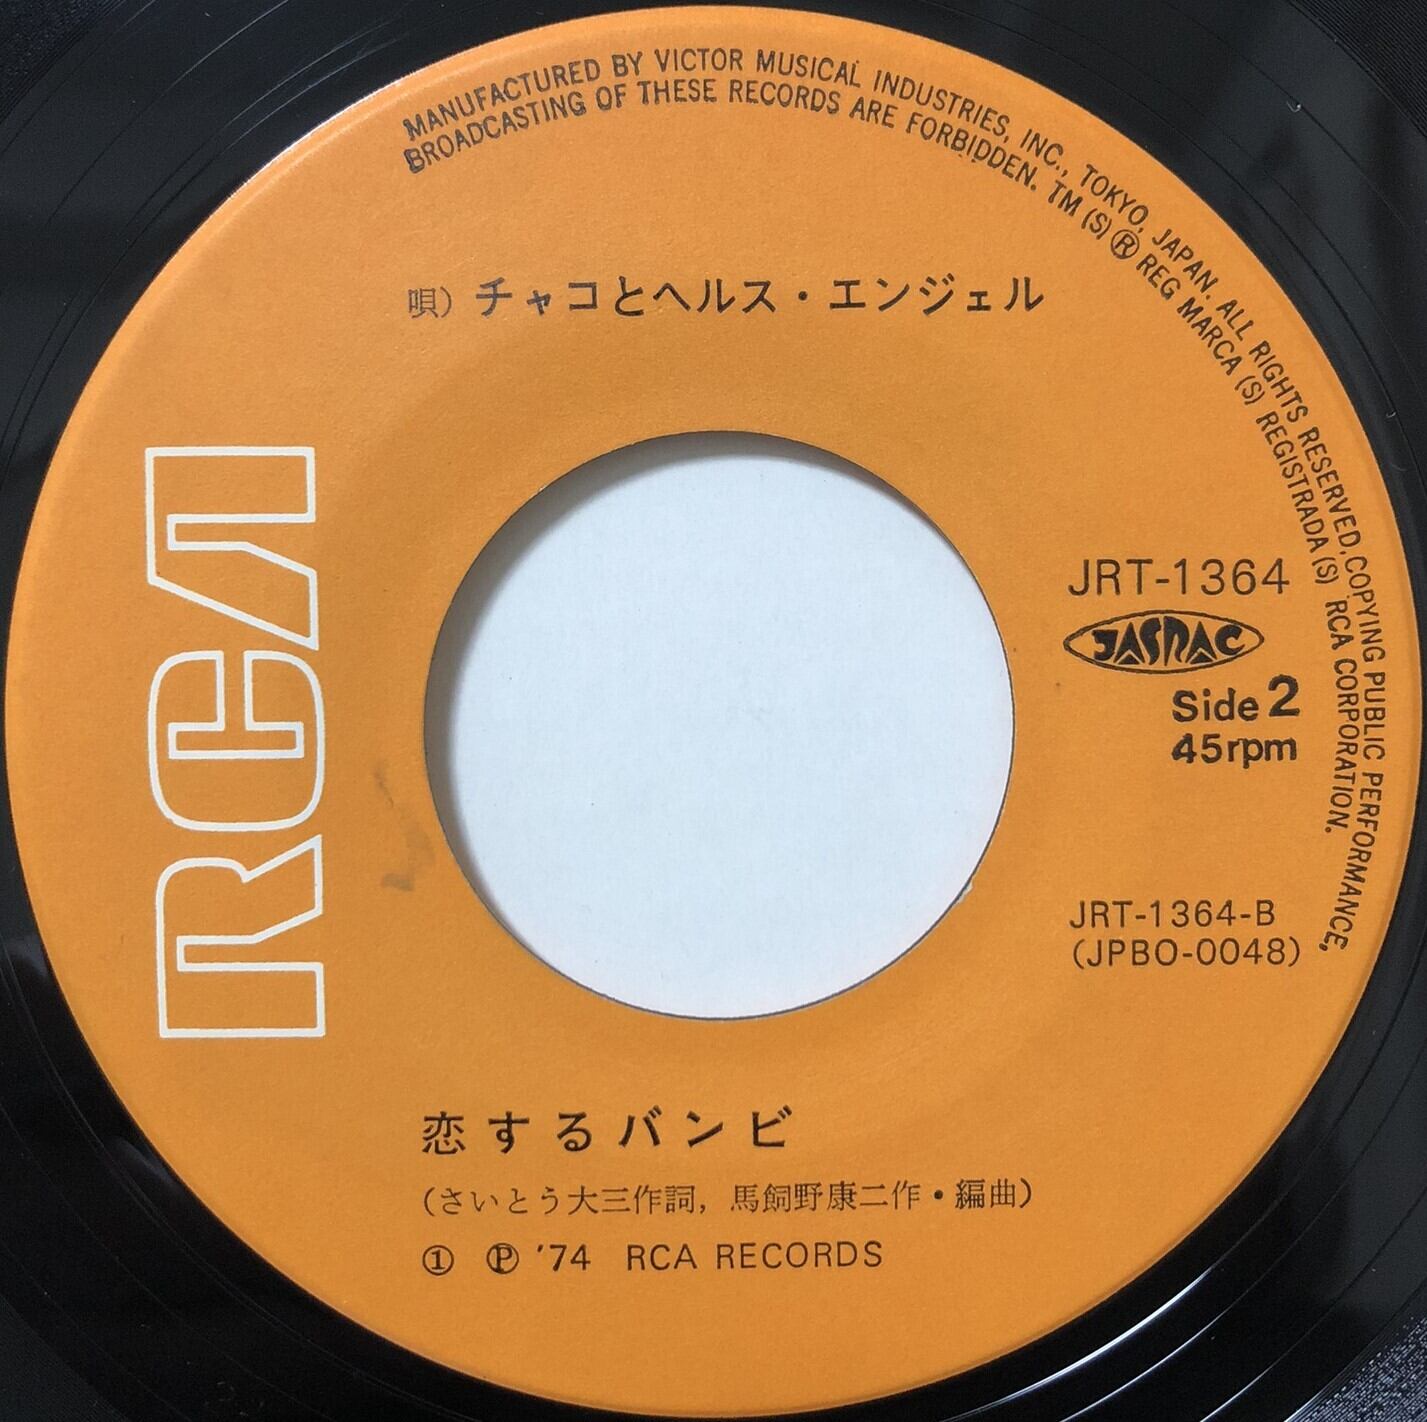 MANUFACTURED BY VICTOR MUSICAL INDUSTRIES, INC., TOKYO, JAPAN. ALL RIGHTS RESERVED, COPYING PUBLIC PERFORMANCE,
BROADCASTING OF THESE RECORDS ARE FORBIDDEN. TM (S) Ⓡ REG MARCA (S) REGISTRADA (S) RCA CORPORATION.
唄) チャコとヘルス・エンジェル
RCA
JRT-1364
JASRAC
Side 2
45rpm
JRT-1364-B
(JPBO-0048)
恋するバンビ
(さいとう大三作詞, 馬飼野康二作・編曲)
① Ⓟ '74 RCA RECORDS